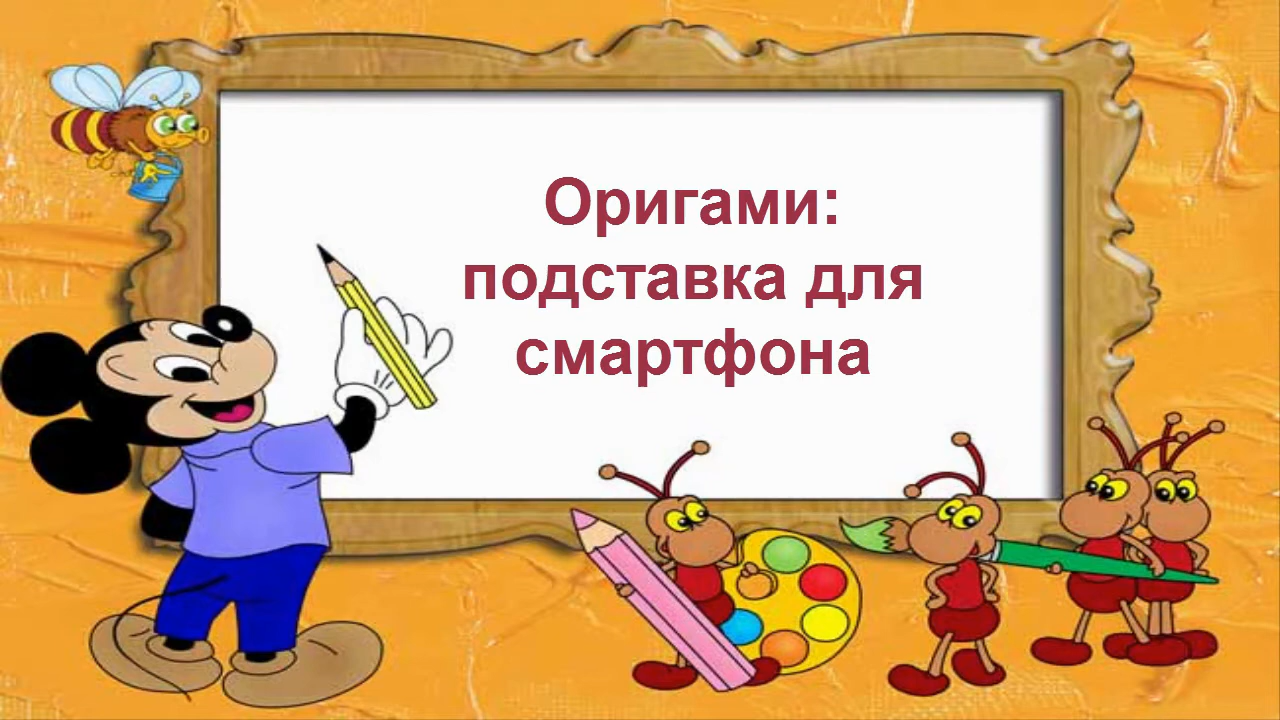 Оригами:
подставка для
смартфона